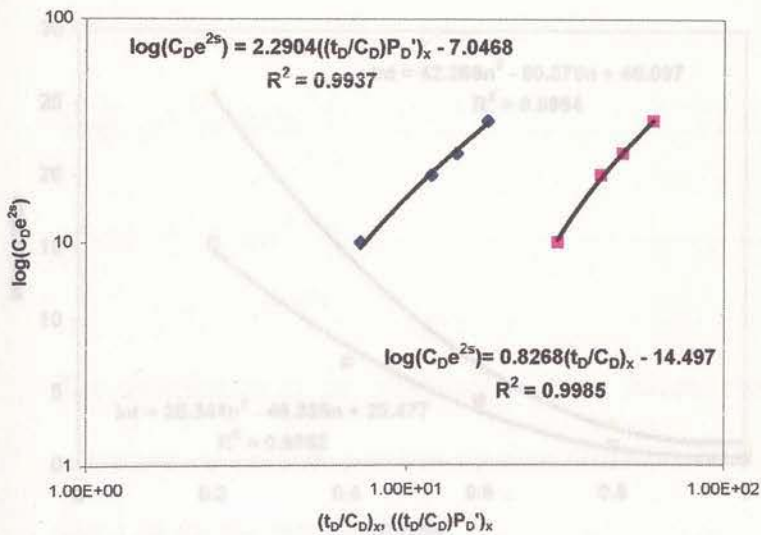 100
log(C_De^{2s}) = 2.2904((t_D/C_D)P_D')_x - 7.0468
R² = 0.9937
10
log(C_De^{2s})
log(C_De^{2s})= 0.8268(t_D/C_D)_x - 14.497
R² = 0.9985
1
1.00E+00 1.00E+01 1.00E+02
(t_D/C_D)_x, ((t_D/C_D)P_D')_x